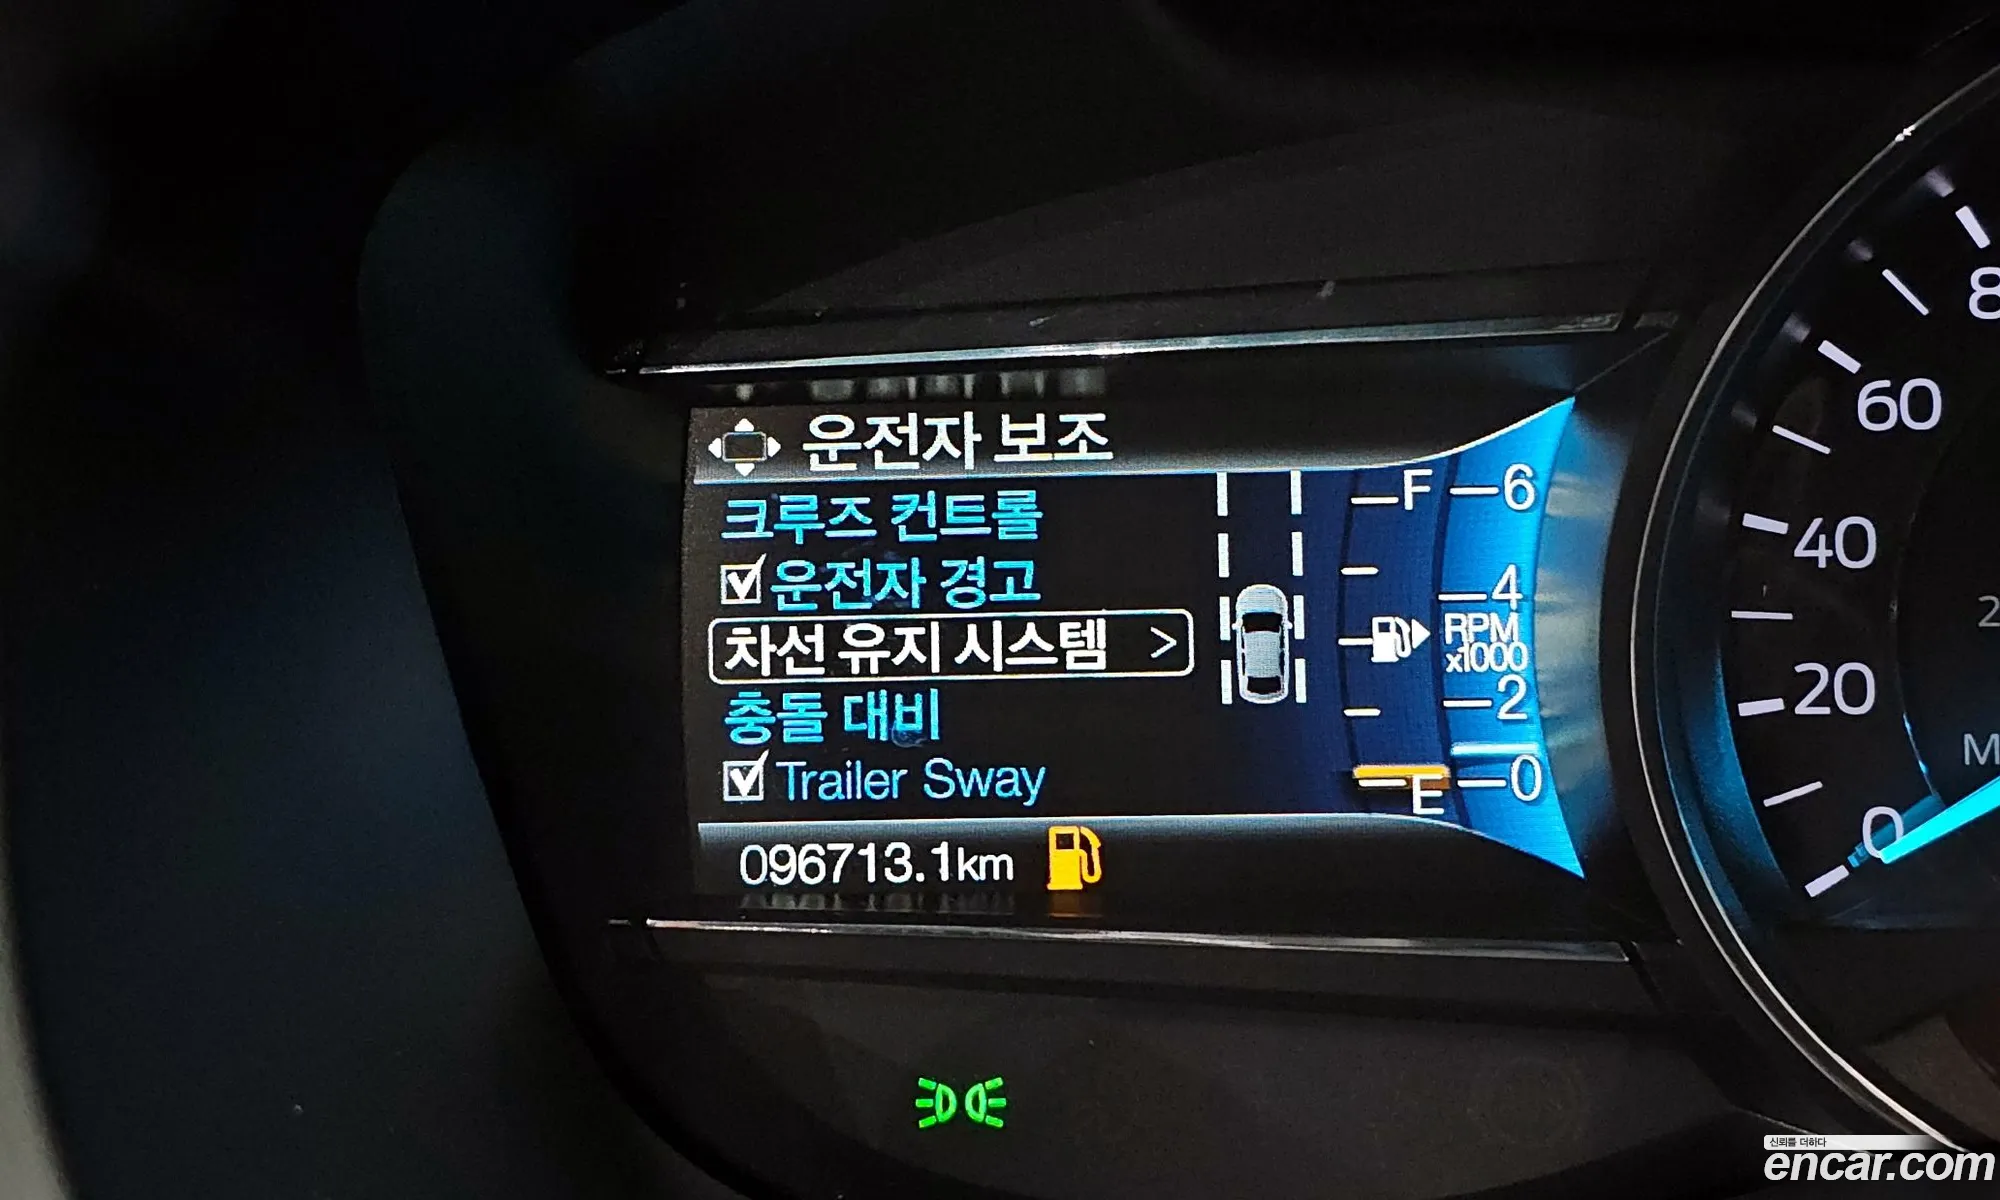 운전자 보조
크루즈 컨트롤
운전자 경고
차선 유지 시스템 >
충돌 대비
Trailer Sway
096713.1km
F
E
6
4
RPM
x1000
2
0
8
60
40
20
0
2
M
신뢰를 더하다
encar.com